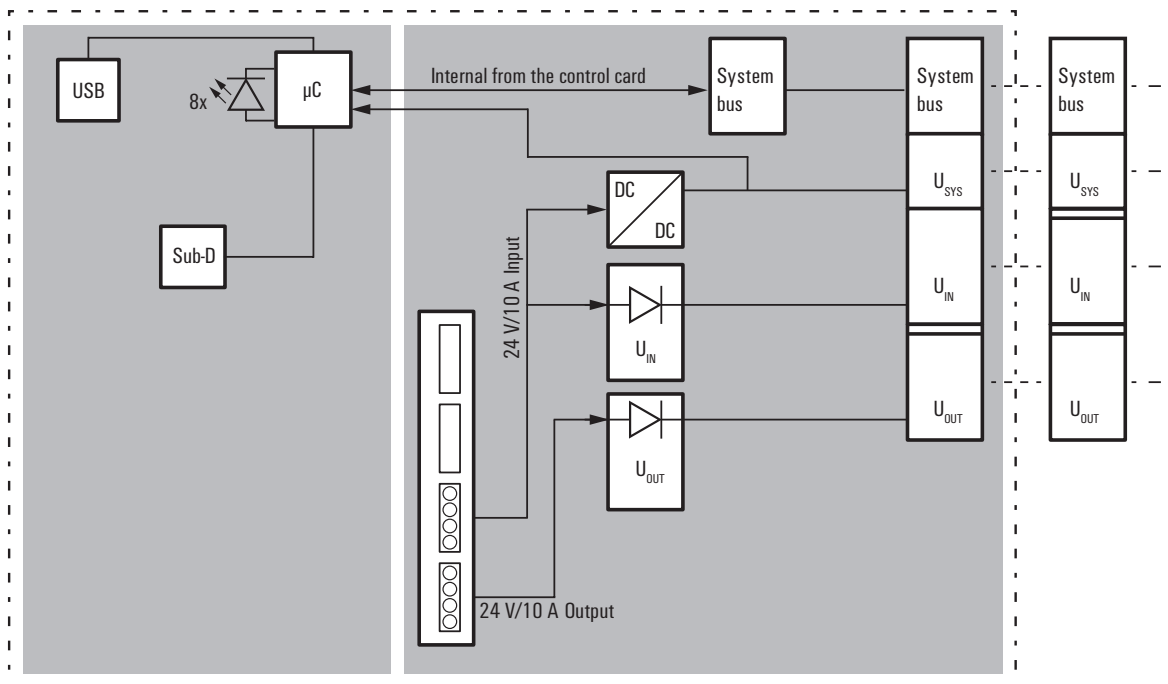 USB
8x
µC
Internal from the control card
System
bus
System
bus
System
bus
U_SYS
U_SYS
DC
DC
Sub-D
24 V/10 A Input
U_IN
U_IN
U_IN
U_OUT
U_OUT
U_OUT
24 V/10 A Output